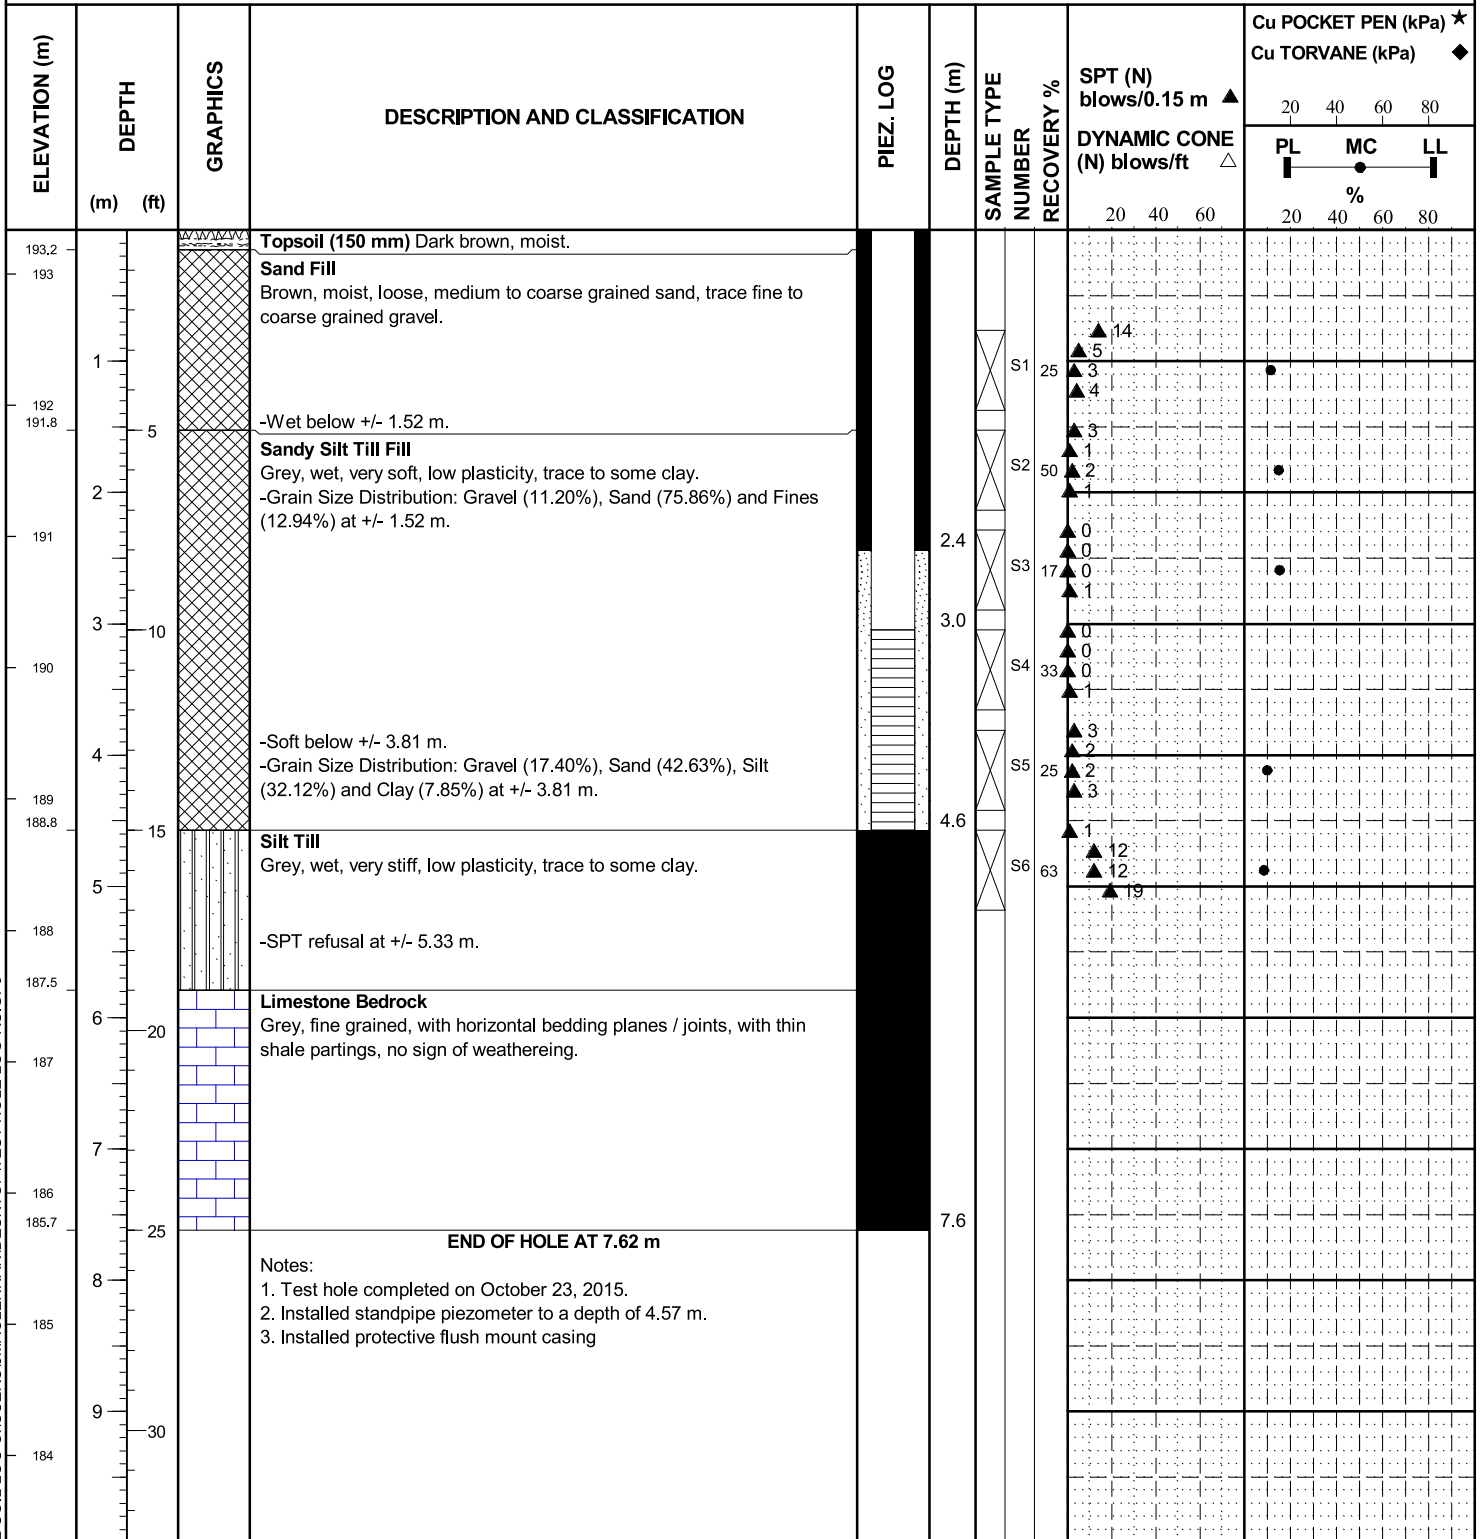 ELEVATION (m)
DEPTH
(m) (ft)
GRAPHICS
DESCRIPTION AND CLASSIFICATION
PIEZ. LOG
DEPTH (m)
SAMPLE TYPE
NUMBER
RECOVERY %
SPT (N)
blows/0.15 m
DYNAMIC CONE
(N) blows/ft
20 40 60
Cu POCKET PEN (kPa)
Cu TORVANE (kPa)
20 40 60 80
PL MC LL
%
20 40 60 80
193.2
193
192
191.8
191
190
189
188.8
188
187.5
187
186
185.7
185
184
1
2
3
4
5
6
7
8
9
5
10
15
20
25
30
Topsoil (150 mm) Dark brown, moist.
Sand Fill
Brown, moist, loose, medium to coarse grained sand, trace fine to
coarse grained gravel.
-Wet below +/- 1.52 m.
Sandy Silt Till Fill
Grey, wet, very soft, low plasticity, trace to some clay.
-Grain Size Distribution: Gravel (11.20%), Sand (75.86%) and Fines
(12.94%) at +/- 1.52 m.
-Soft below +/- 3.81 m.
-Grain Size Distribution: Gravel (17.40%), Sand (42.63%), Silt
(32.12%) and Clay (7.85%) at +/- 3.81 m.
Silt Till
Grey, wet, very stiff, low plasticity, trace to some clay.
-SPT refusal at +/- 5.33 m.
Limestone Bedrock
Grey, fine grained, with horizontal bedding planes / joints, with thin
shale partings, no sign of weathereing.
END OF HOLE AT 7.62 m
Notes:
1. Test hole completed on October 23, 2015.
2. Installed standpipe piezometer to a depth of 4.57 m.
3. Installed protective flush mount casing
2.4
3.0
4.6
7.6
S1 25
S2 50
S3 17
S4 33
S5 25
S6 63
14
5
3
4
3
1
2
1
0
0
0
1
0
0
0
1
3
2
2
3
1
12
12
19